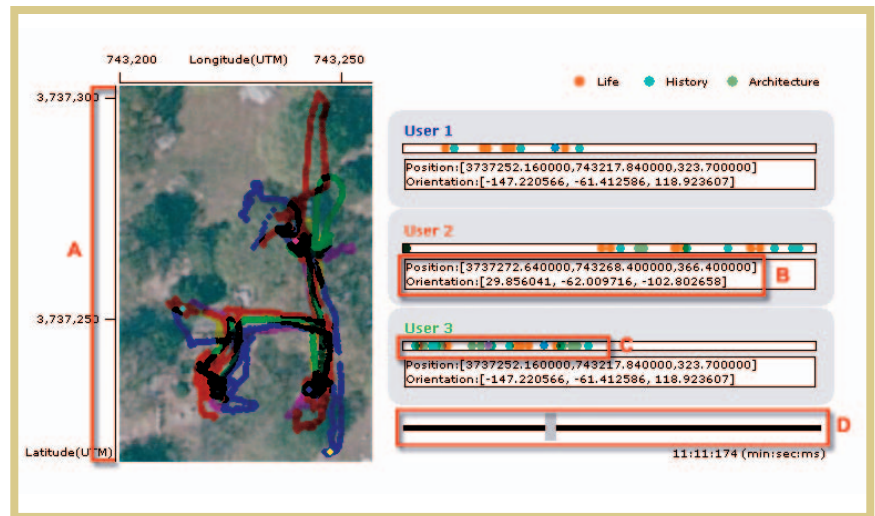 743,200 Longitude(UTM) 743,250
3,737,300
A
3,737,250
Latitude(UTM)
Life History Architecture
User 1
Position:[3737252.160000,743217.840000,323.700000]
Orientation:[-147.220566, -61.412586, 118.923607]
User 2
Position:[3737272.640000,743268.400000,366.400000]
Orientation:[29.856041, -62.009716, -102.802658]
B
User 3
C
Position:[3737252.160000,743217.840000,323.700000]
Orientation:[-147.220566, -61.412586, 118.923607]
D
11:11:174 (min:sec:ms)